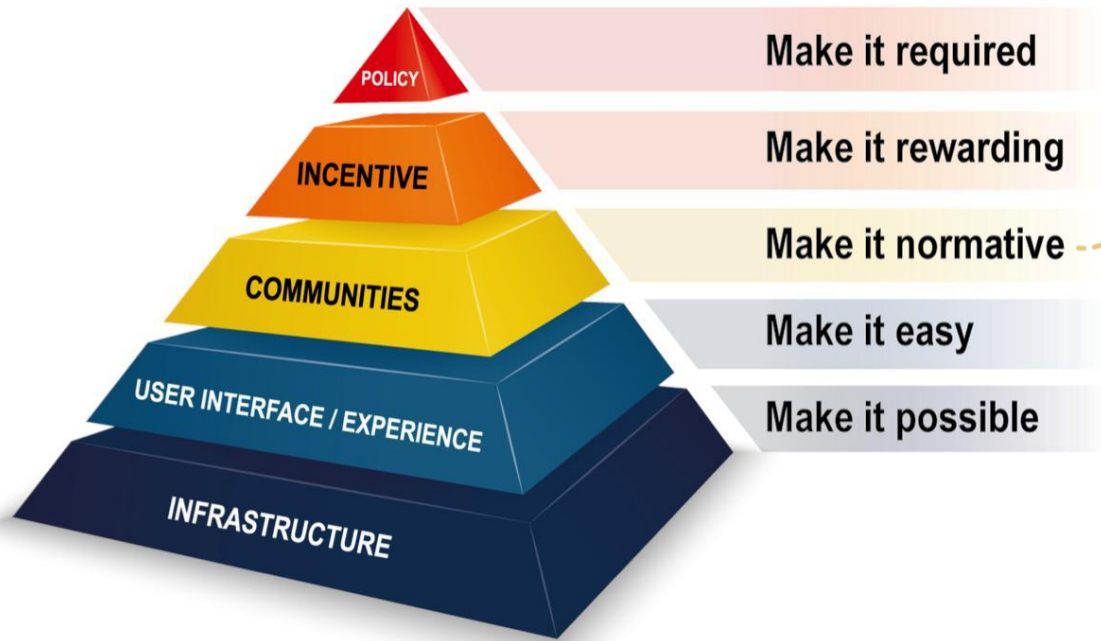 POLICY
Make it required
INCENTIVE
Make it rewarding
COMMUNITIES
Make it normative
USER INTERFACE / EXPERIENCE
Make it easy
INFRASTRUCTURE
Make it possible